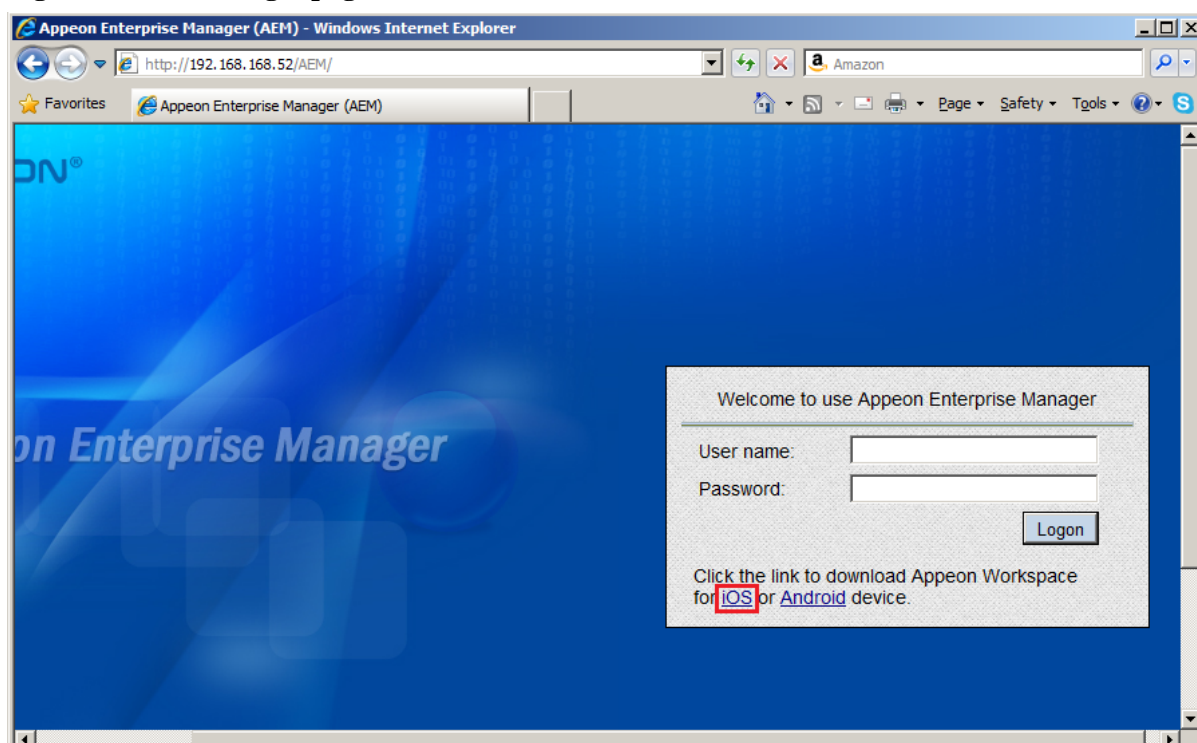 Appeon Enterprise Manager (AEM) - Windows Internet Explorer
http://192.168.168.52/AEM/
Amazon
Favorites
Appeon Enterprise Manager (AEM)
Page
Safety
Tools
ON®
on Enterprise Manager
Welcome to use Appeon Enterprise Manager
User name:
Password:
Logon
Click the link to download Appeon Workspace
for iOS or Android device.